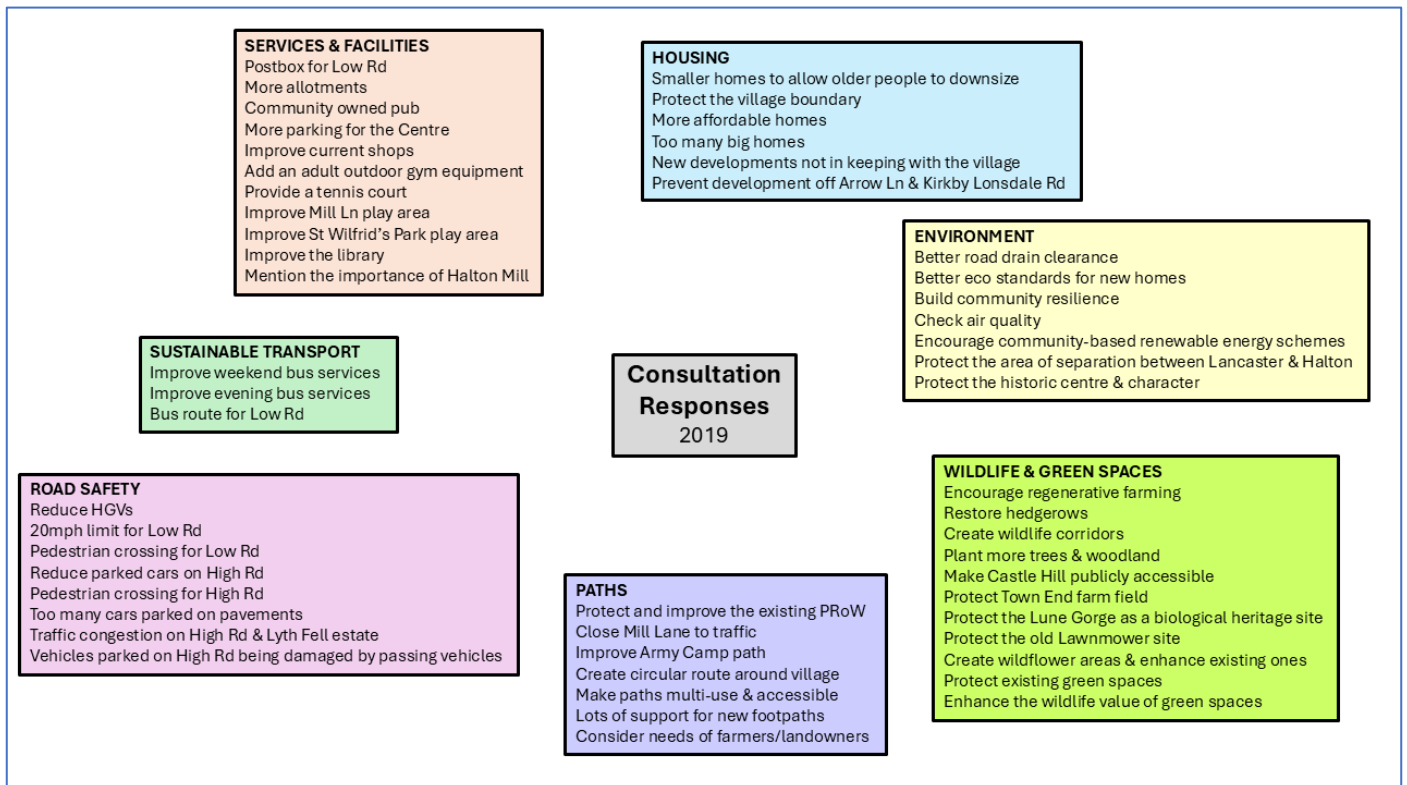 SERVICES & FACILITIES
Postbox for Low Rd
More allotments
Community owned pub
More parking for the Centre
Improve current shops
Add an adult outdoor gym equipment
Provide a tennis court
Improve Mill Ln play area
Improve St Wilfrid's Park play area
Improve the library
Mention the importance of Halton Mill
HOUSING
Smaller homes to allow older people to downsize
Protect the village boundary
More affordable homes
Too many big homes
New developments not in keeping with the village
Prevent development off Arrow Ln & Kirkby Lonsdale Rd
ENVIRONMENT
Better road drain clearance
Better eco standards for new homes
Build community resilience
Check air quality
Encourage community-based renewable energy schemes
Protect the area of separation between Lancaster & Halton
Protect the historic centre & character
SUSTAINABLE TRANSPORT
Improve weekend bus services
Improve evening bus services
Bus route for Low Rd
Consultation
Responses
2019
ROAD SAFETY
Reduce HGVs
20mph limit for Low Rd
Pedestrian crossing for Low Rd
Reduce parked cars on High Rd
Pedestrian crossing for High Rd
Too many cars parked on pavements
Traffic congestion on High Rd & Lyth Fell estate
Vehicles parked on High Rd being damaged by passing vehicles
PATHS
Protect and improve the existing PRoW
Close Mill Lane to traffic
Improve Army Camp path
Create circular route around village
Make paths multi-use & accessible
Lots of support for new footpaths
Consider needs of farmers/landowners
WILDLIFE & GREEN SPACES
Encourage regenerative farming
Restore hedgerows
Create wildlife corridors
Plant more trees & woodland
Make Castle Hill publicly accessible
Protect Town End farm field
Protect the Lune Gorge as a biological heritage site
Protect the old Lawnmower site
Create wildflower areas & enhance existing ones
Protect existing green spaces
Enhance the wildlife value of green spaces